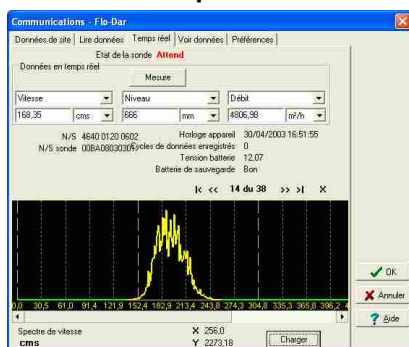 Communications - Flo-Dar
Données de site Lire données Temps réel Voir données Préférences
Etat de la sonde Attend
Données en temps réel
Mesure
Vitesse Niveau Débit
168,35 cms 666 mm 4806,98 m³/h
N/S 4640 0120 0602 Horloge appareil 30/04/2003 16:51:55
N/S sonde 00BA08030301 Cycles de données enregistrés 0
Tension batterie 12,07
Batterie de sauvegarde Bon
|< << 14 du 38 >> >| X
0,0 30,5 61,0 91,4 121,9 152,4 182,9 213,4 243,8 274,3 304,8 335,3 365,8 396,2 4
OK
Annuler
? Aide
Spectre de vitesse X 256,0
cms Y 2273,18
Charger